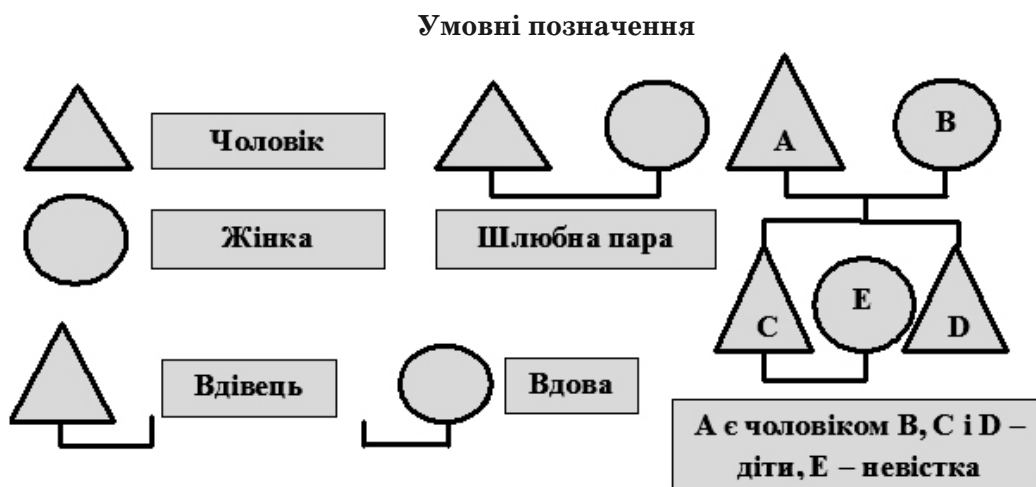 Умовні позначення
Чоловік
Жінка
Шлюбна пара
A
B
C
E
D
Вдівець
Вдова
A є чоловіком B, C і D –
діти, E – невістка